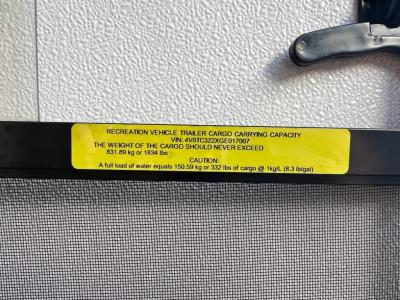 RECREATION VEHICLE TRAILER CARGO CARRYING CAPACITY
VIN: 4V0TC322XGE017007
THE WEIGHT OF THE CARGO SHOULD NEVER EXCEED
831.89 kg or 1834 lbs
CAUTION:
A full load of water equals 150.59 kg or 332 lbs of cargo @ 1kg/L (8.3 lb/gal)